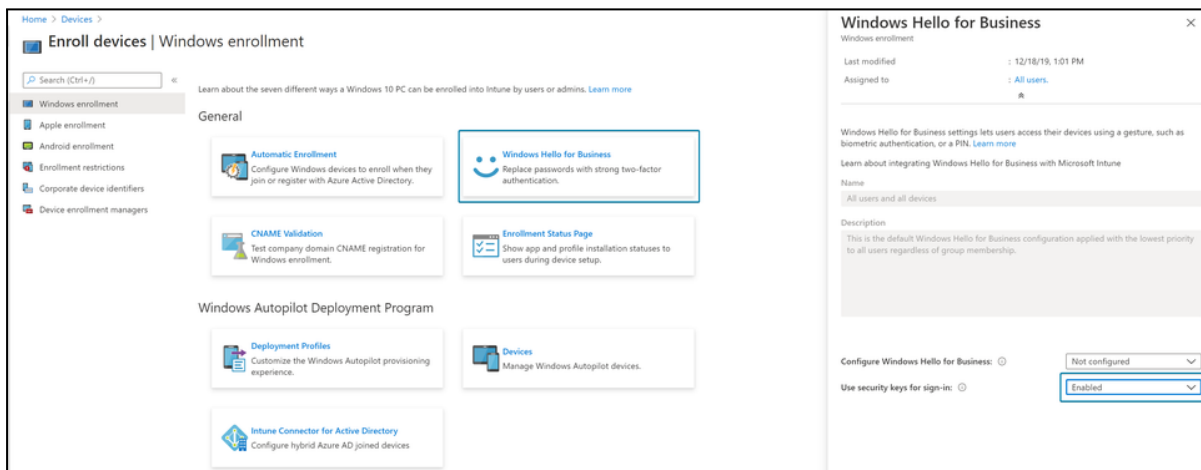 Home > Devices >
Enroll devices | Windows enrollment
Search (Ctrl+/)
«
Windows enrollment
Apple enrollment
Android enrollment
Enrollment restrictions
Corporate device identifiers
Device enrollment managers
Learn about the seven different ways a Windows 10 PC can be enrolled into Intune by users or admins. Learn more
General
Automatic Enrollment
Configure Windows devices to enroll when they
join or register with Azure Active Directory.
Windows Hello for Business
Replace passwords with strong two-factor
authentication.
CNAME Validation
Test company domain CNAME registration for
Windows enrollment.
Enrollment Status Page
Show app and profile installation statuses to
users during device setup.
Windows Autopilot Deployment Program
Deployment Profiles
Customize the Windows Autopilot provisioning
experience.
Devices
Manage Windows Autopilot devices.
Intune Connector for Active Directory
Configure hybrid Azure AD joined devices
Windows Hello for Business
Windows enrollment
Last modified : 12/18/19, 1:01 PM
Assigned to : All users.
Windows Hello for Business settings lets users access their devices using a gesture, such as
biometric authentication, or a PIN. Learn more
Learn about integrating Windows Hello for Business with Microsoft Intune
Name
All users and all devices
Description
This is the default Windows Hello for Business configuration applied with the lowest priority
to all users regardless of group membership.
Configure Windows Hello for Business: Not configured
Use security keys for sign-in: Enabled